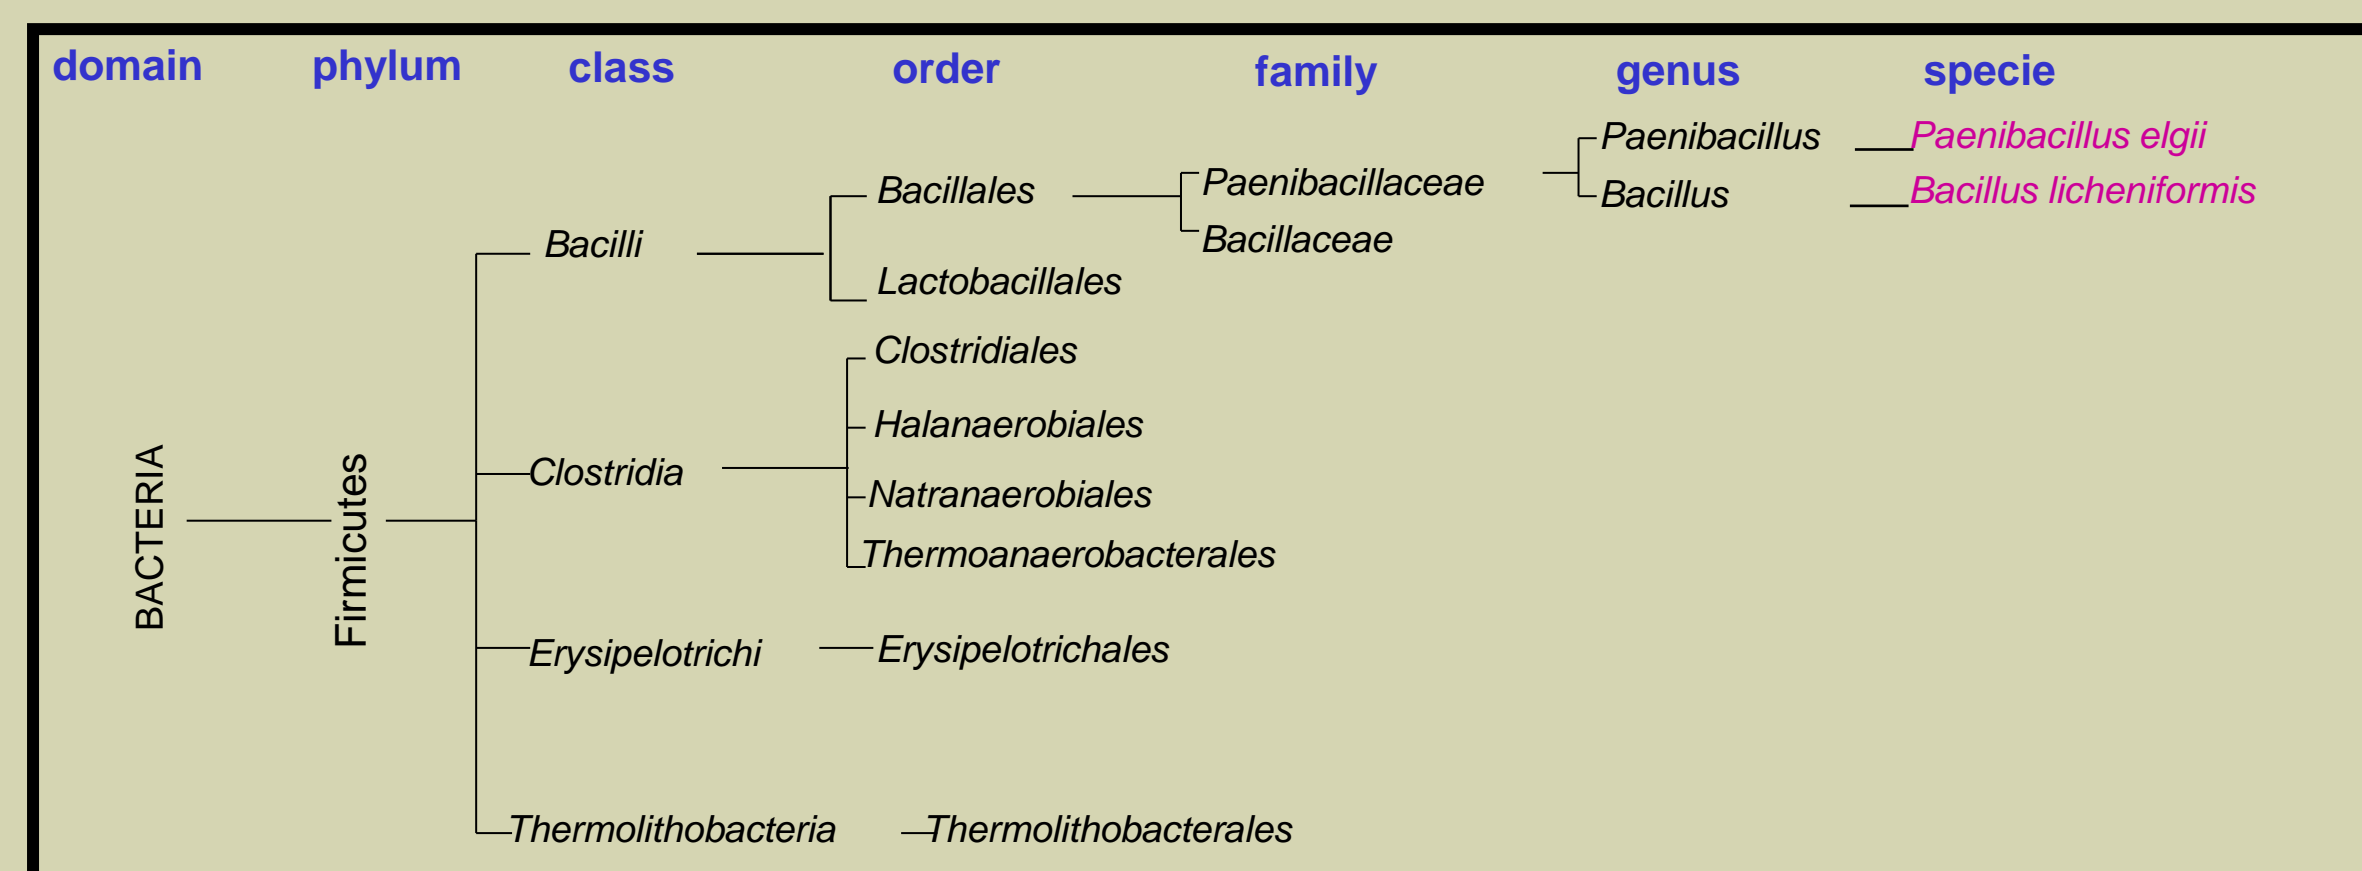 domain phylum class order family genus specie
Paenibacillus Paenibacillus elgii
Bacillales Paenibacillaceae Bacillus Bacillus licheniformis
Bacilli Bacillaceae
Lactobacillales
Clostridiales
Halanaerobiales
Clostridia
Natranaerobiales
BACTERIA
Firmicutes
Thermoanaerobacterales
Erysipelotrichi Erysipelotrichales
Thermolithobacteria Thermolithobacterales